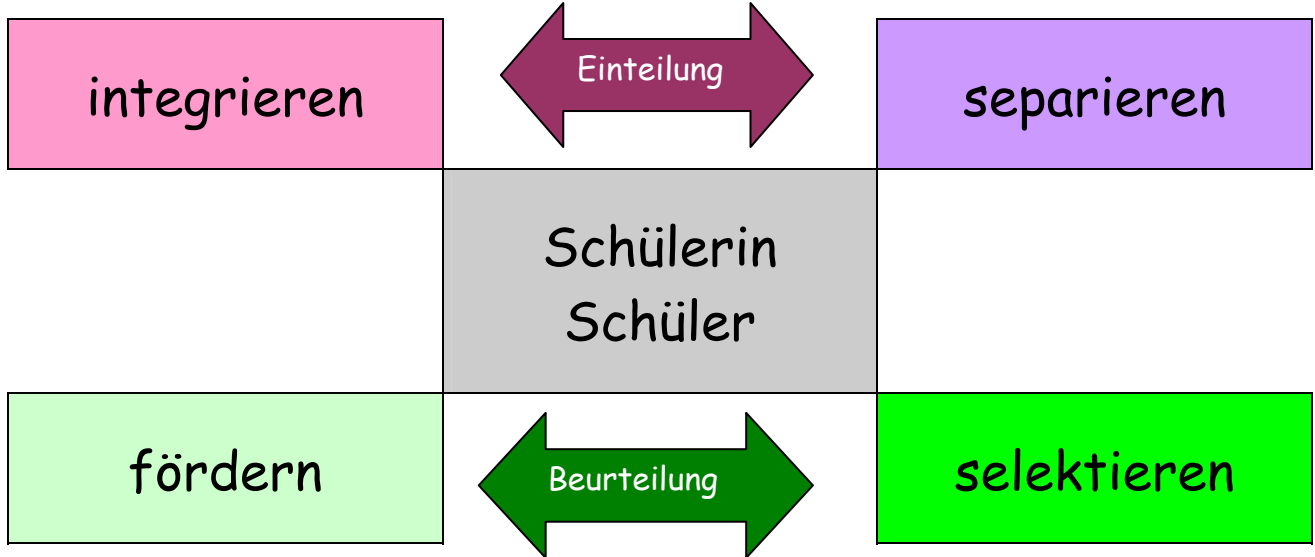 integrieren
Einteilung
separieren
Schülerin
Schüler
fördern
Beurteilung
selektieren